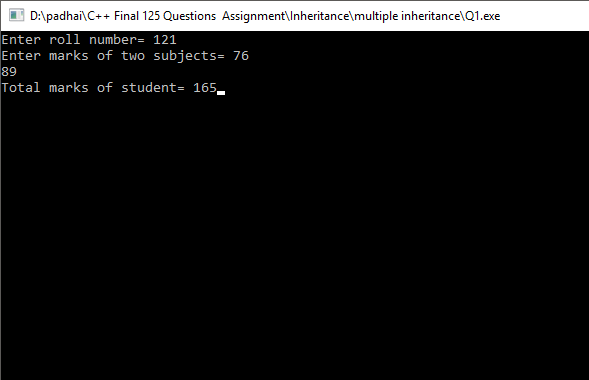 D:\padhai\C++ Final 125 Questions  Assignment\Inheritance\multiple inheritance\Q1.exe
Enter roll number= 121
Enter marks of two subjects= 76
89
Total marks of student= 165